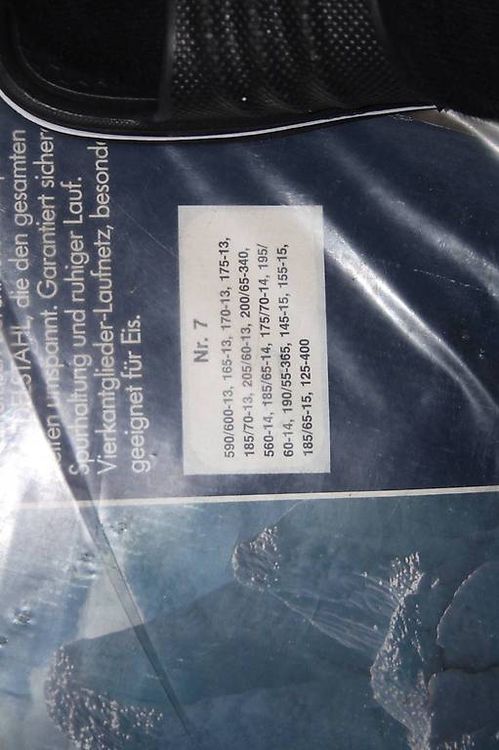 STAHL, die den gesamten
umspannt. Garantiert sicher
Spurhaltung und ruhiger Lauf.
Vierkantglieder-Laufnetz, besond
geeignet für Eis.
Nr. 7
590/600-13, 165-13, 170-13, 175-13,
185/70-13, 205/60-13, 200/65-340,
560-14, 185/65-14, 175/70-14, 195/
60-14, 190/55-365, 145-15, 155-15,
185/65-15, 125-400